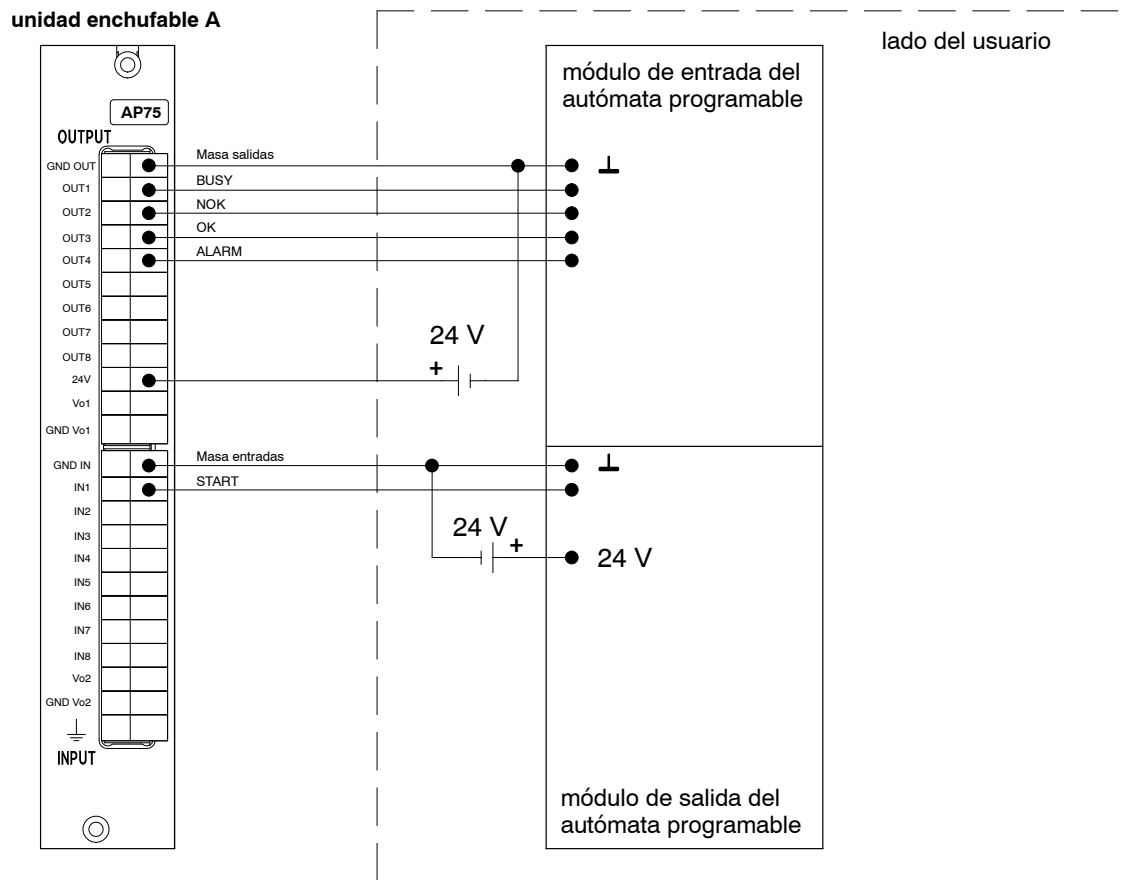 unidad enchufable A
lado del usuario
módulo de entrada del
autómata programable
AP75
OUTPUT
GND OUT
Masa salidas
OUT1
BUSY
OUT2
NOK
OUT3
OK
OUT4
ALARM
OUT5
OUT6
OUT7
24 V
OUT8
+
24V
Vo1
GND Vo1
GND IN
Masa entradas
IN1
START
IN2
24 V
+
IN3
IN4
24 V
IN5
IN6
IN7
IN8
Vo2
GND Vo2
INPUT
módulo de salida del
autómata programable